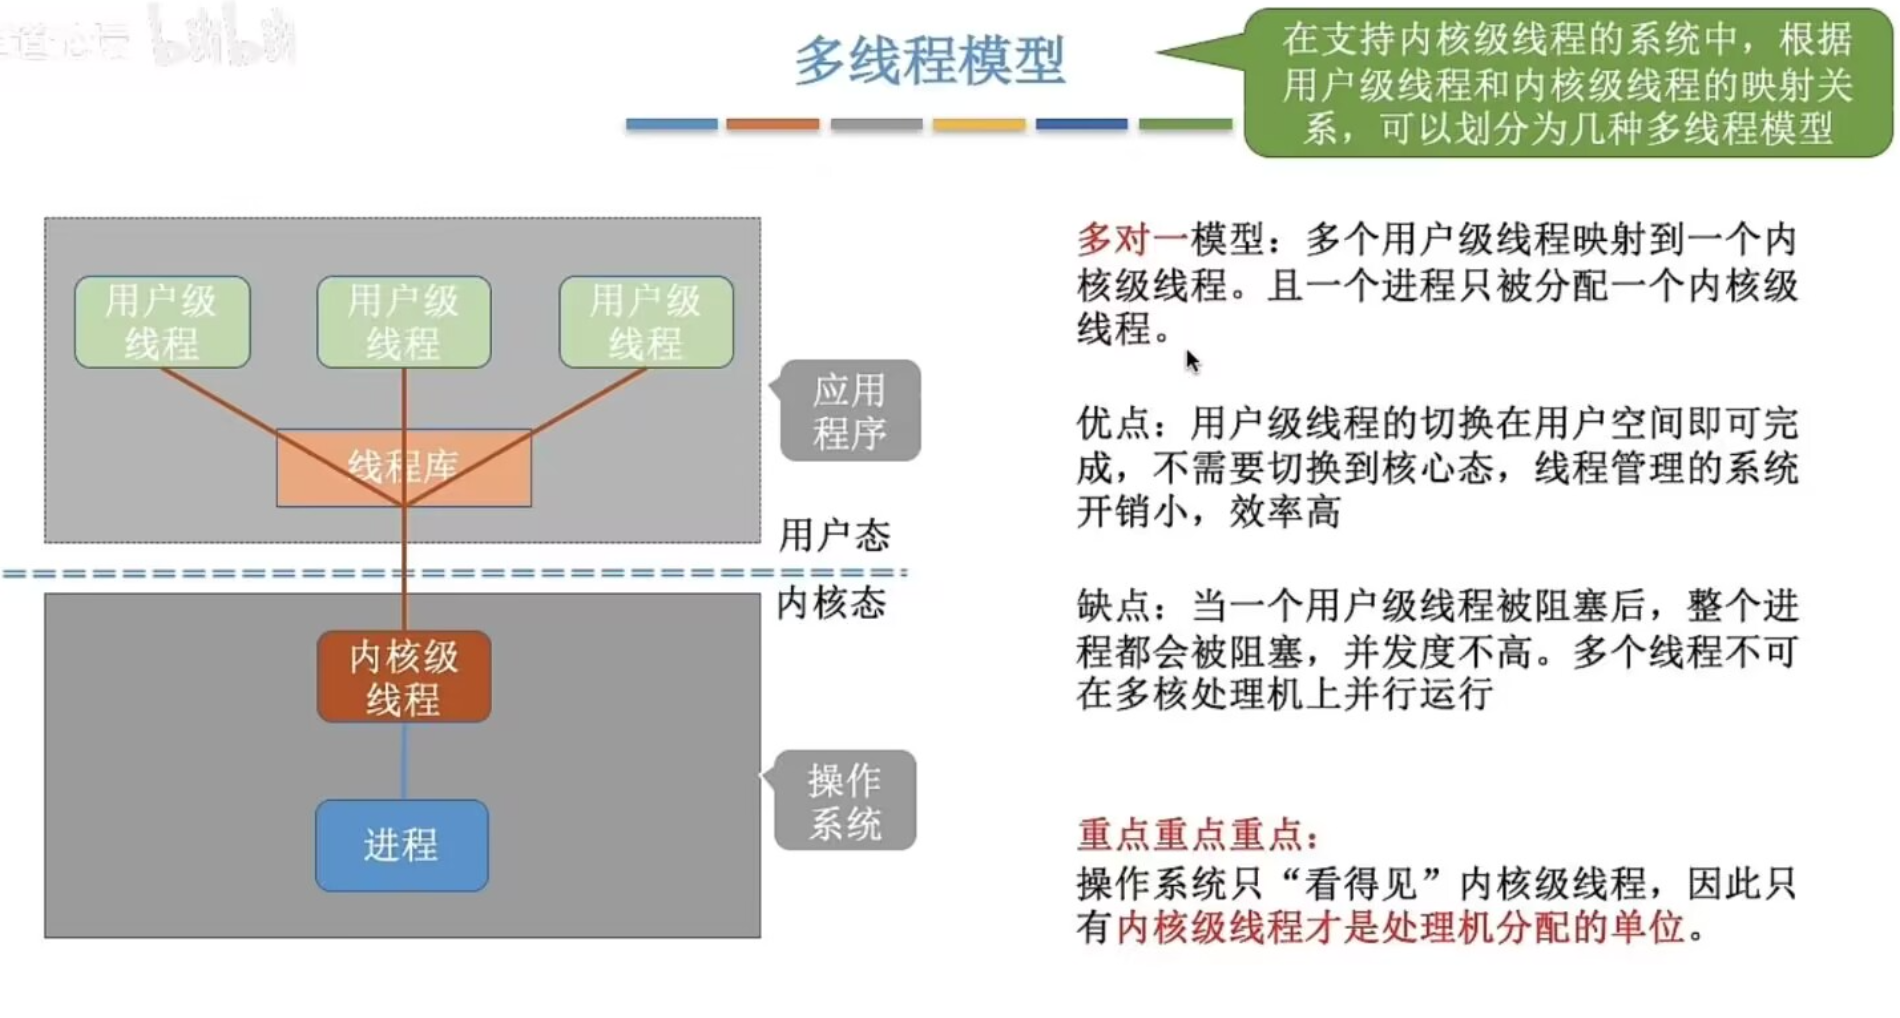 多线程模型
在支持内核级线程的系统中，根据
用户级线程和内核级线程的映射关
系，可以划分为几种多线程模型
用户级
线程
用户级
线程
用户级
线程
线程库
应用
程序
用户态
内核态
内核级
线程
进程
操作
系统
多对一模型：多个用户级线程映射到一个内
核级线程。且一个进程只被分配一个内核级
线程。
优点：用户级线程的切换在用户空间即可完
成，不需要切换到核心态，线程管理的系统
开销小，效率高
缺点：当一个用户级线程被阻塞后，整个进
程都会被阻塞，并发度不高。多个线程不可
在多核处理机上并行运行
重点重点重点：
操作系统只“看得见”内核级线程，因此只
有内核级线程才是处理机分配的单位。